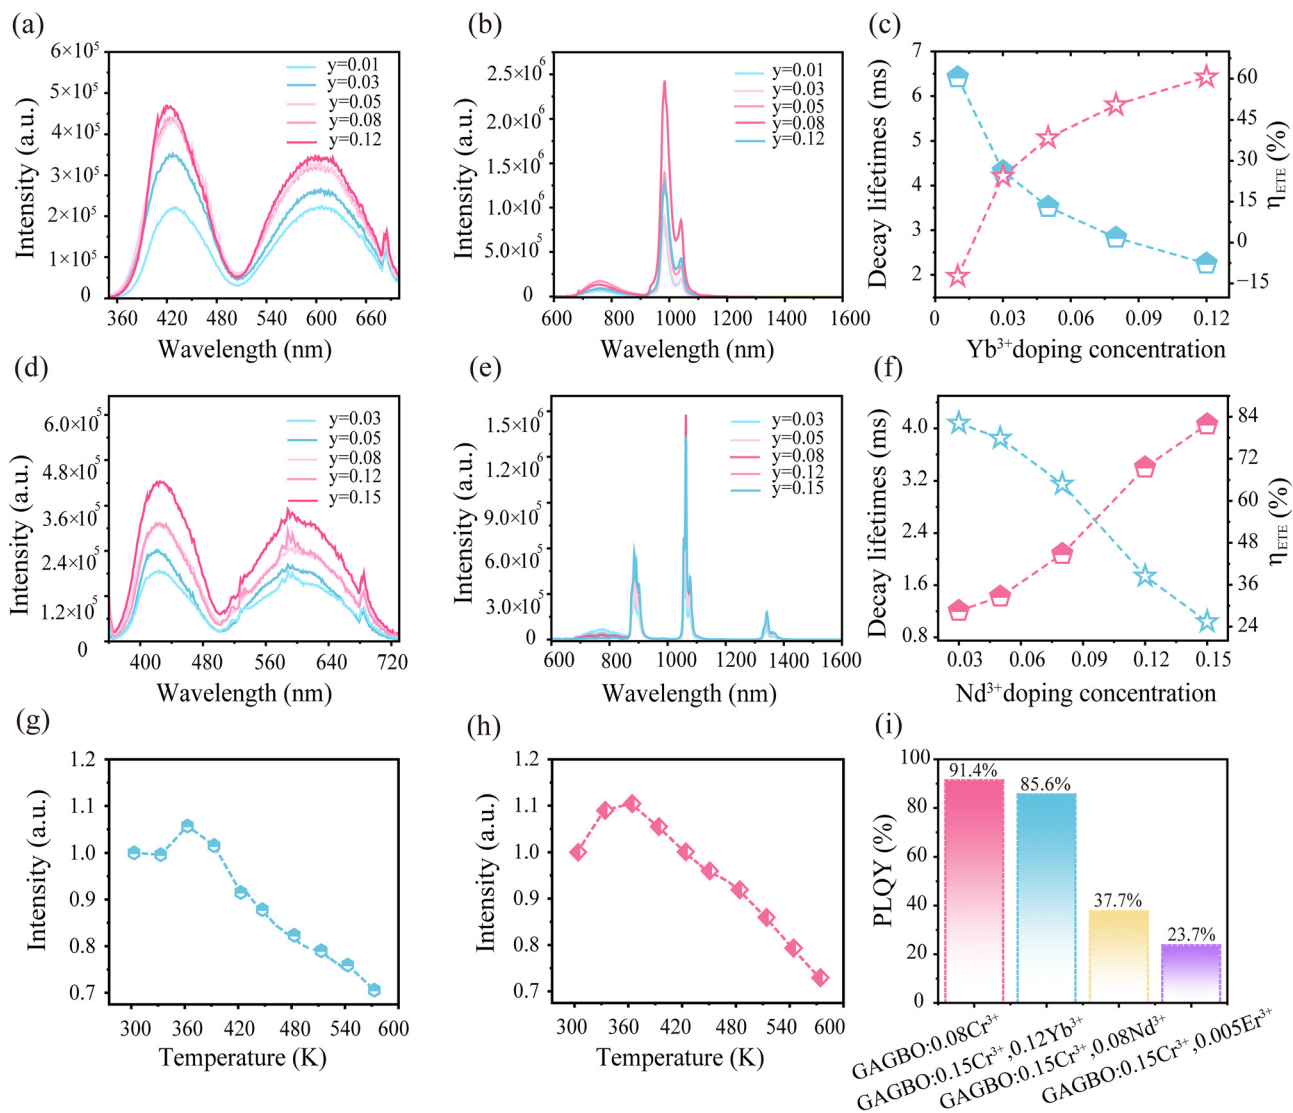 (a)
6×10⁵
5×10⁵
4×10⁵
3×10⁵
2×10⁵
1×10⁵
0
Intensity (a.u.)
y=0.01
y=0.03
y=0.05
y=0.08
y=0.12
360 420 480 540 600 660
Wavelength (nm)
(b)
2.5×10⁶
2.0×10⁶
1.5×10⁶
1.0×10⁶
5.0×10⁵
0
Intensity (a.u.)
y=0.01
y=0.03
y=0.05
y=0.08
y=0.12
600 800 1000 1200 1400 1600
Wavelength (nm)
(c)
7
6
5
4
3
2
Decay lifetimes (ms)
60
45
30
15
0
−15
η_ETE (%)
0 0.03 0.06 0.09 0.12
Yb³⁺doping concentration
(d)
6.0×10⁵
4.8×10⁵
3.6×10⁵
2.4×10⁵
1.2×10⁵
0
Intensity (a.u.)
y=0.03
y=0.05
y=0.08
y=0.12
y=0.15
400 480 560 640 720
Wavelength (nm)
(e)
1.5×10⁶
1.2×10⁶
9.0×10⁵
6.0×10⁵
3.0×10⁵
0
Intensity (a.u.)
y=0.03
y=0.05
y=0.08
y=0.12
y=0.15
600 800 1000 1200 1400 1600
Wavelength (nm)
(f)
4.0
3.2
2.4
1.6
0.8
Decay lifetimes (ms)
84
72
60
48
36
24
η_ETE (%)
0.03 0.06 0.09 0.12 0.15
Nd³⁺doping concentration
(g)
1.2
1.1
1.0
0.9
0.8
0.7
Intensity (a.u.)
300 360 420 480 540 600
Temperature (K)
(h)
1.2
1.1
1.0
0.9
0.8
0.7
Intensity (a.u.)
300 360 420 480 540 600
Temperature (K)
(i)
100
80
60
40
20
0
PLQY (%)
91.4%
85.6%
37.7%
23.7%
GAGBO:0.08Cr³⁺
GAGBO:0.15Cr³⁺,0.12Yb³⁺
GAGBO:0.15Cr³⁺,0.08Nd³⁺
GAGBO:0.15Cr³⁺,0.005Er³⁺